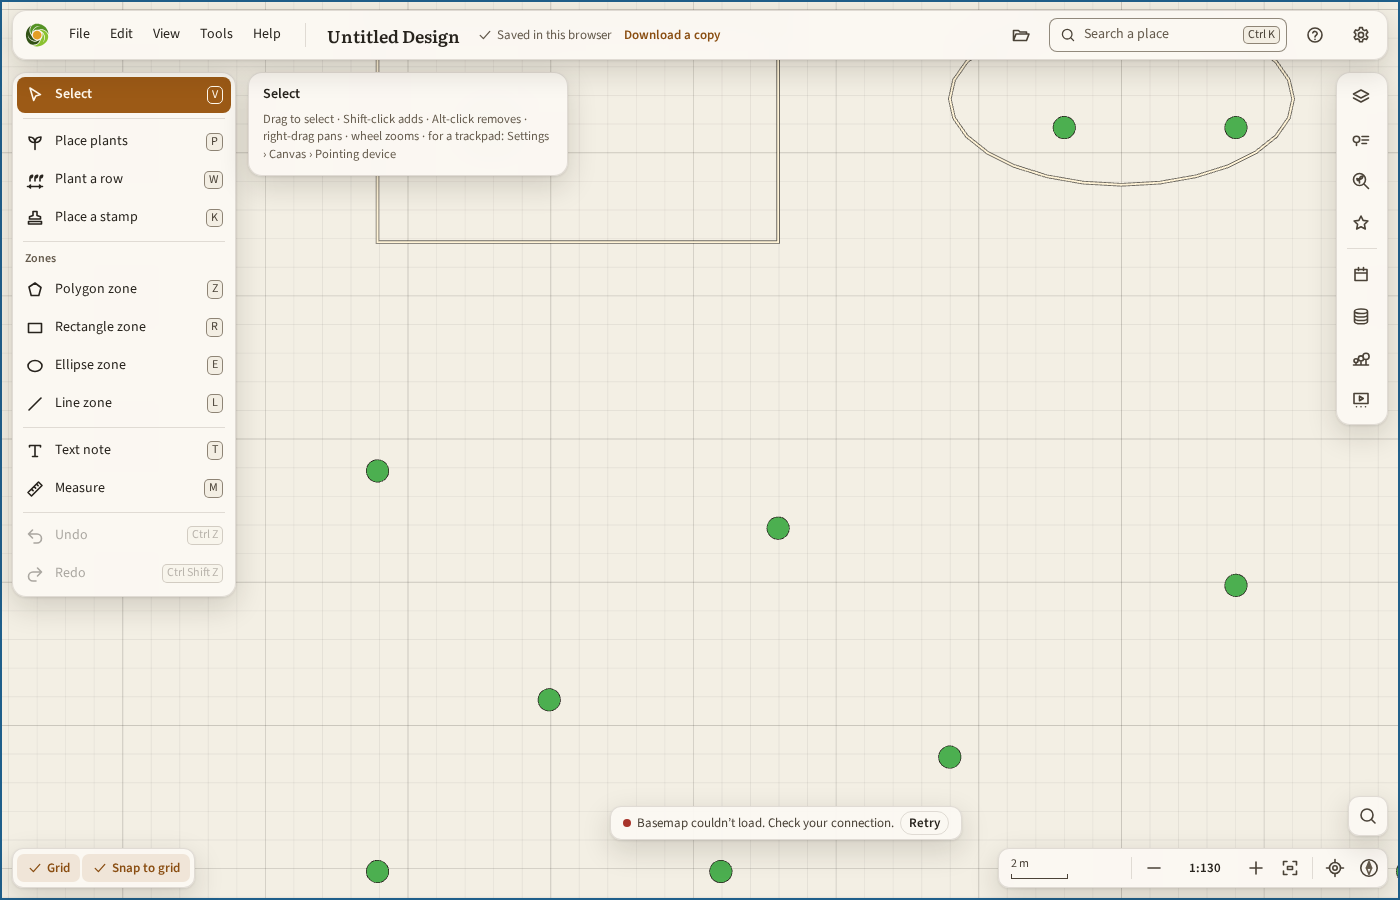 File Edit View Tools Help
Untitled Design
Saved in this browser Download a copy
Search a place Ctrl K
Select V
Place plants P
Plant a row W
Place a stamp K
Zones
Polygon zone Z
Rectangle zone R
Ellipse zone E
Line zone L
Text note T
Measure M
Undo Ctrl Z
Redo Ctrl Shift Z
Select
Drag to select · Shift-click adds · Alt-click removes ·
right-drag pans · wheel zooms · for a trackpad: Settings
› Canvas › Pointing device
Basemap couldn’t load. Check your connection. Retry
Grid Snap to grid
2 m
1:130